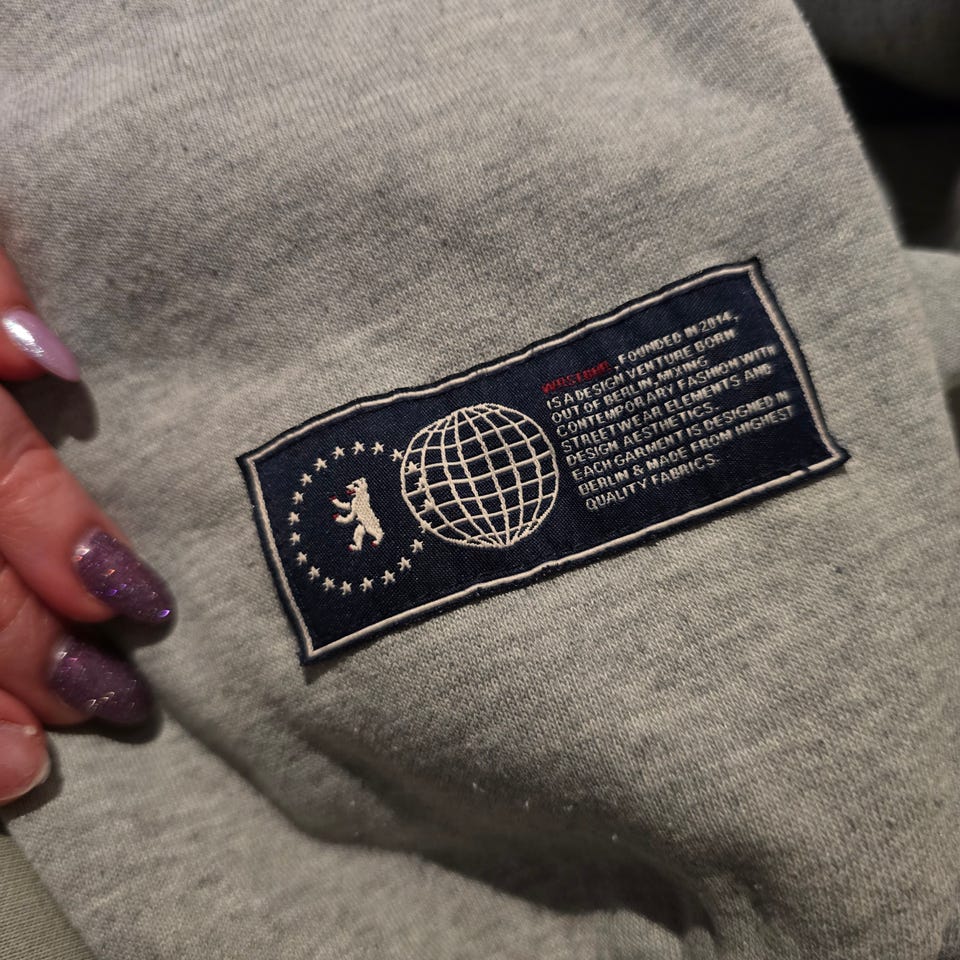 , FOUNDED IN 2014,
IS A DESIGN VENTURE BORN
OUT OF BERLIN, MIXING
CONTEMPORARY FASHION WITH
STREETWEAR ELEMENTS AND
DESIGN AESTHETICS.
EACH GARMENT IS DESIGNED IN
BERLIN & MADE FROM HIGHEST
QUALITY FABRICS.